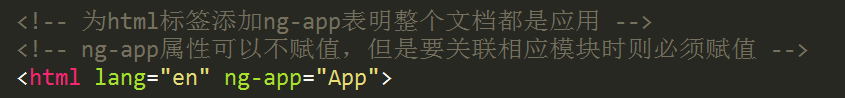 <!-- 为html标签添加ng-app表明整个文档都是应用 -->
<!-- ng-app属性可以不赋值，但是要关联相应模块时则必须赋值 -->
<html lang="en" ng-app="App">